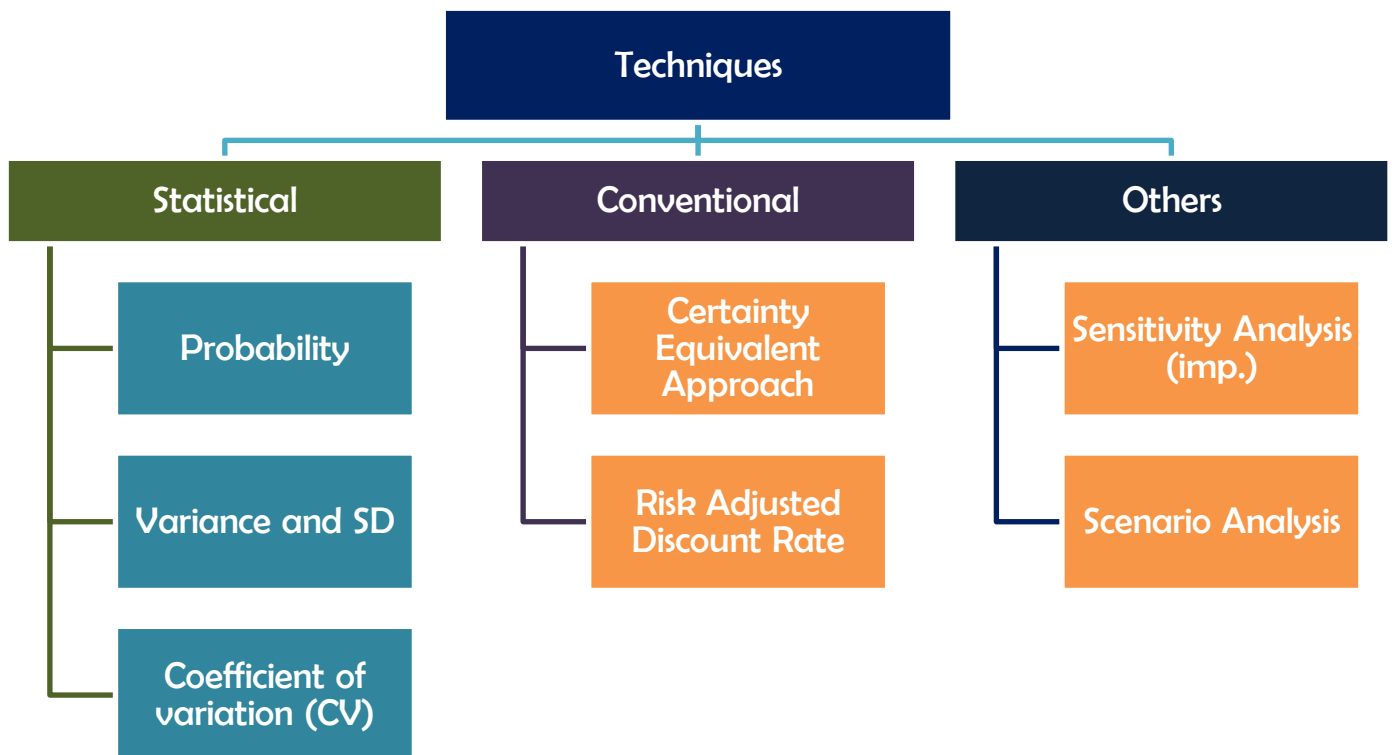 Techniques
Statistical
Probability
Variance and SD
Coefficient of
variation (CV)
Conventional
Certainty
Equivalent
Approach
Risk Adjusted
Discount Rate
Others
Sensitivity Analysis
(imp.)
Scenario Analysis